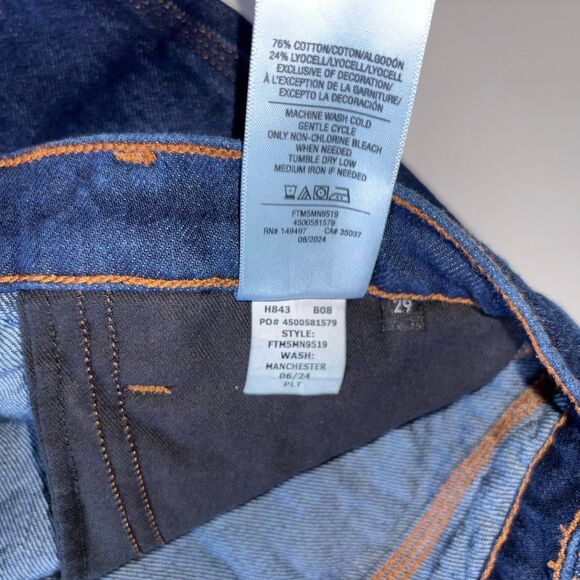 76% COTTON/COTON/ALGODÓN
24% LYOCELL/LYOCELL/LYOCELL
EXCLUSIVE OF DECORATION/
À L'EXCEPTION DE LA GARNITURE/
EXCEPTO LA DECORACIÓN
MACHINE WASH COLD
GENTLE CYCLE
ONLY NON-CHLORINE BLEACH
WHEN NEEDED
TUMBLE DRY LOW
MEDIUM IRON IF NEEDED
FTM5MN9519
4500581579
RN# 149497 CA# 35037
08/2024
H843 B08
PO# 4500581579
STYLE:
FTM5MN9519
WASH:
MANCHESTER
06/24
PLT
29